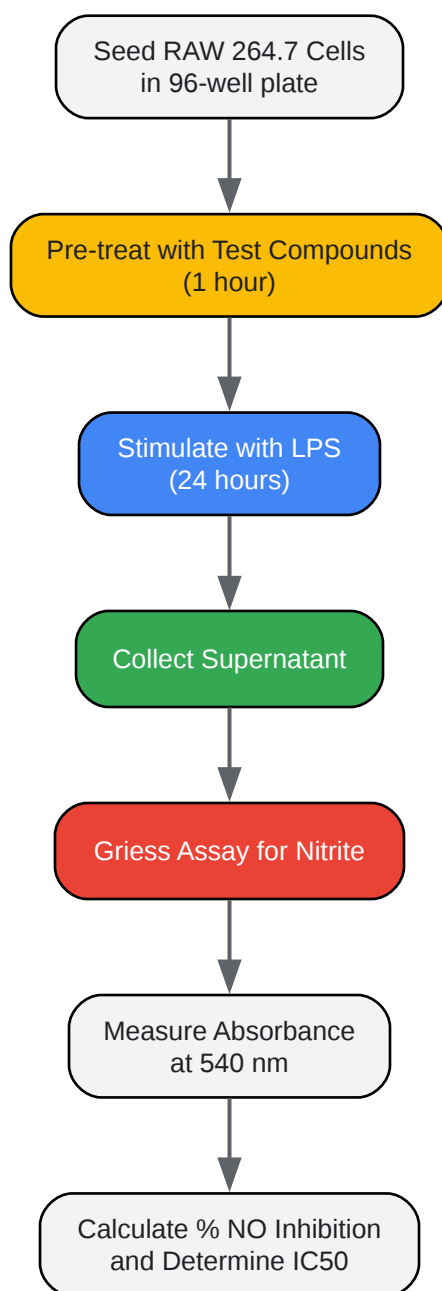 Seed RAW 264.7 Cells
in 96-well plate
Pre-treat with Test Compounds
(1 hour)
Stimulate with LPS
(24 hours)
Collect Supernatant
Griess Assay for Nitrite
Measure Absorbance
at 540 nm
Calculate % NO Inhibition
and Determine IC50